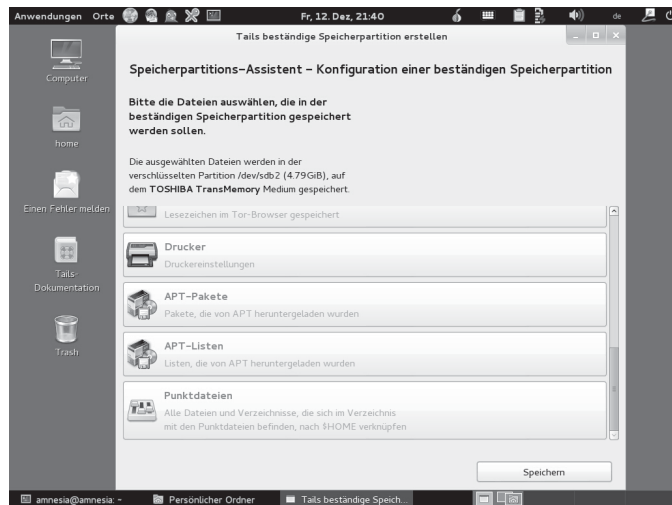 Anwendungen Orte Fr, 12. Dez, 21:40 de
Computer
home
Einen Fehler melden
Tails-
Dokumentation
Trash
Tails beständige Speicherpartition erstellen
Speicherpartitions-Assistent – Konfiguration einer beständigen Speicherpartition
Bitte die Dateien auswählen, die in der
beständigen Speicherpartition gespeichert
werden sollen.
Die ausgewählten Dateien werden in der
verschlüsselten Partition /dev/sdb2 (4.79GiB), auf
dem TOSHIBA TransMemory Medium gespeichert.
Lesezeichen im Tor-Browser gespeichert
Drucker
Druckereinstellungen
APT-Pakete
Pakete, die von APT heruntergeladen wurden
APT-Listen
Listen, die von APT heruntergeladen wurden
Punktdateien
Alle Dateien und Verzeichnisse, die sich im Verzeichnis
mit den Punktdateien befinden, nach $HOME verknüpfen
Speichern
amnesia@amnesia: ~ Persönlicher Ordner Tails beständige Speich...